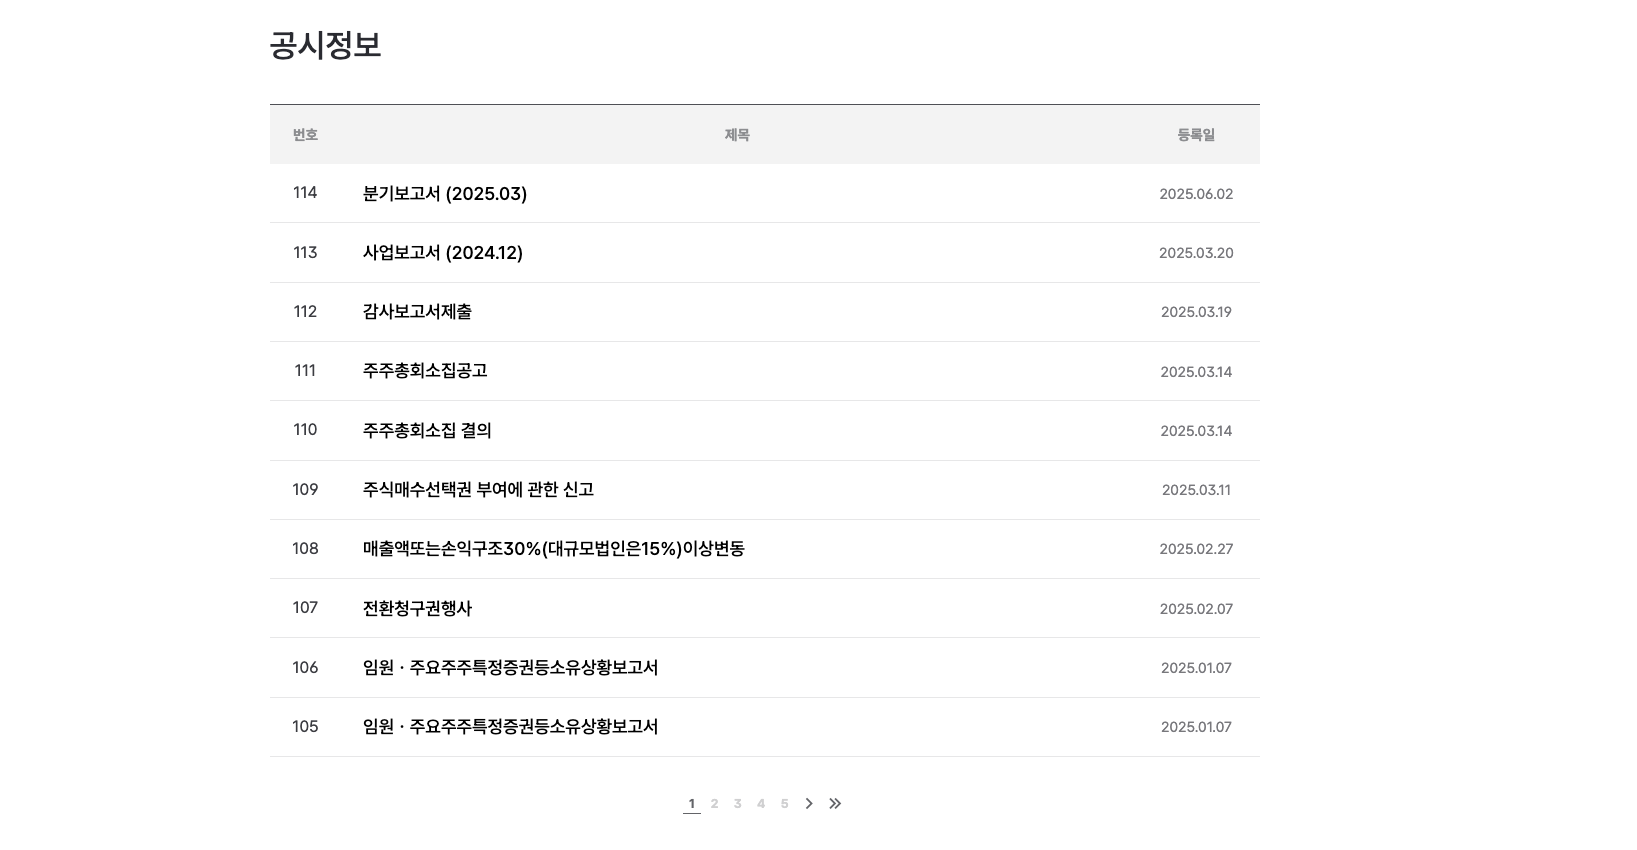 공시정보
번호 제목 등록일
114 분기보고서 (2025.03) 2025.06.02
113 사업보고서 (2024.12) 2025.03.20
112 감사보고서제출 2025.03.19
111 주주총회소집공고 2025.03.14
110 주주총회소집 결의 2025.03.14
109 주식매수선택권 부여에 관한 신고 2025.03.11
108 매출액또는손익구조30%(대규모법인은15%)이상변동 2025.02.27
107 전환청구권행사 2025.02.07
106 임원ㆍ주요주주특정증권등소유상황보고서 2025.01.07
105 임원ㆍ주요주주특정증권등소유상황보고서 2025.01.07
1 2 3 4 5